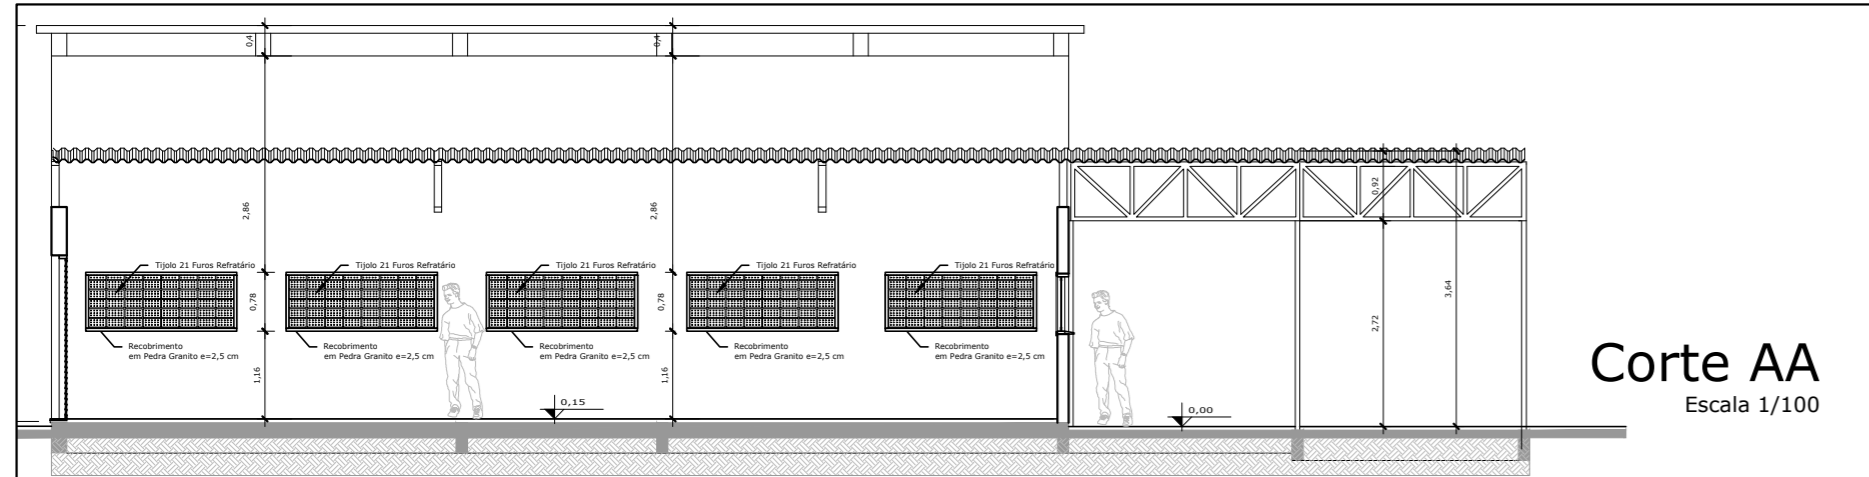 0,4
0,4
2,86
2,86
0,92
3,64
Tijolo 21 Furos Refratário
Tijolo 21 Furos Refratário
Tijolo 21 Furos Refratário
Tijolo 21 Furos Refratário
Tijolo 21 Furos Refratário
0,78
0,78
2,72
Recobrimento
em Pedra Granito e=2,5 cm
Recobrimento
em Pedra Granito e=2,5 cm
Recobrimento
em Pedra Granito e=2,5 cm
Recobrimento
em Pedra Granito e=2,5 cm
Recobrimento
em Pedra Granito e=2,5 cm
1,16
1,16
0,15
0,00
Corte AA
Escala 1/100